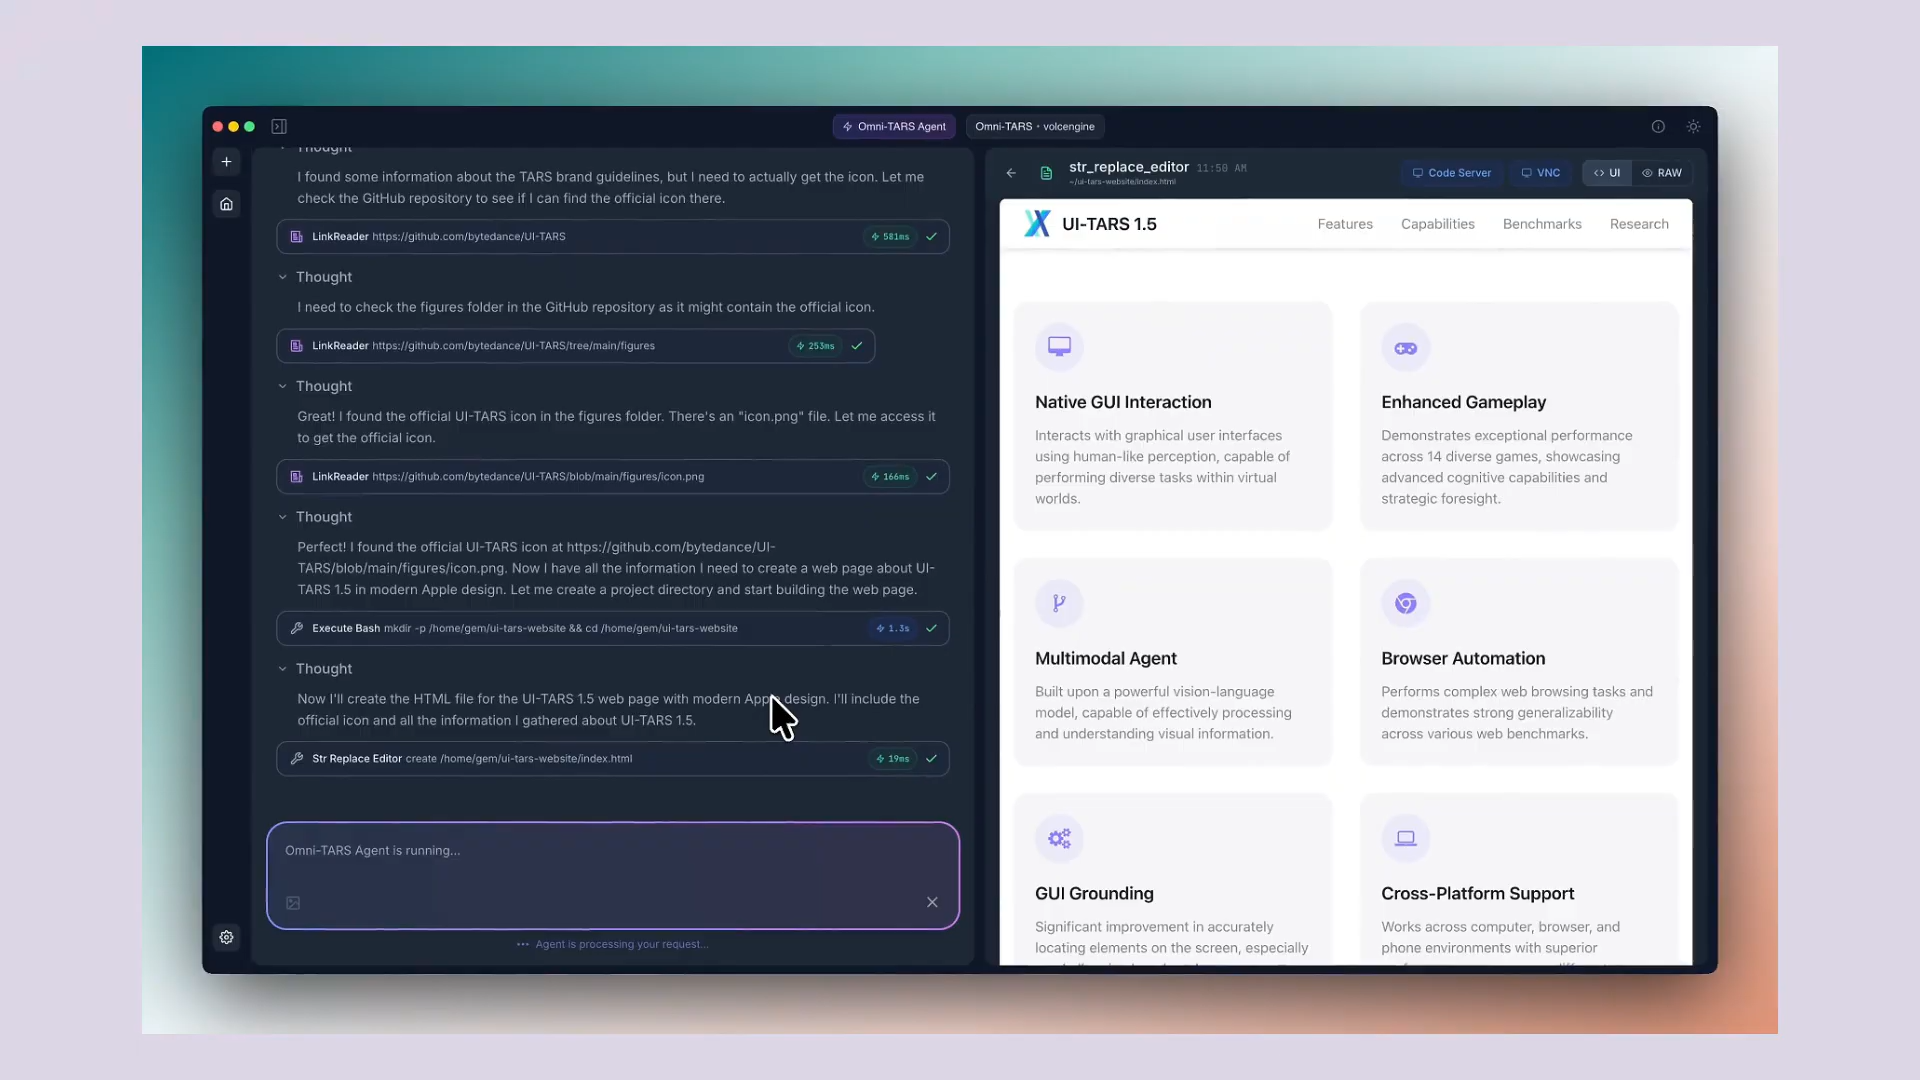 Omni-TARS Agent
Omni-TARS • volcengine
Thought
I found some information about the TARS brand guidelines, but I need to actually get the icon. Let me
check the GitHub repository to see if I can find the official icon there.
LinkReader https://github.com/bytedance/UI-TARS 581ms
Thought
I need to check the figures folder in the GitHub repository as it might contain the official icon.
LinkReader https://github.com/bytedance/UI-TARS/tree/main/figures 253ms
Thought
Great! I found the official UI-TARS icon in the figures folder. There's an "icon.png" file. Let me access it
to get the official icon.
LinkReader https://github.com/bytedance/UI-TARS/blob/main/figures/icon.png 166ms
Thought
Perfect! I found the official UI-TARS icon at https://github.com/bytedance/UI-
TARS/blob/main/figures/icon.png. Now I have all the information I need to create a web page about UI-
TARS 1.5 in modern Apple design. Let me create a project directory and start building the web page.
Execute Bash mkdir -p /home/gem/ui-tars-website && cd /home/gem/ui-tars-website 1.3s
Thought
Now I'll create the HTML file for the UI-TARS 1.5 web page with modern Apple design. I'll include the
official icon and all the information I gathered about UI-TARS 1.5.
Str Replace Editor create /home/gem/ui-tars-website/index.html 19ms
Omni-TARS Agent is running...
Agent is processing your request...
str_replace_editor 11:58 AM
~/ui-tars-website/index.html
Code Server
VNC
UI
RAW
UI-TARS 1.5
Features
Capabilities
Benchmarks
Research
Native GUI Interaction
Interacts with graphical user interfaces
using human-like perception, capable of
performing diverse tasks within virtual
worlds.
Enhanced Gameplay
Demonstrates exceptional performance
across 14 diverse games, showcasing
advanced cognitive capabilities and
strategic foresight.
Multimodal Agent
Built upon a powerful vision-language
model, capable of effectively processing
and understanding visual information.
Browser Automation
Performs complex web browsing tasks and
demonstrates strong generalizability
across various web benchmarks.
GUI Grounding
Significant improvement in accurately
locating elements on the screen, especially
Cross-Platform Support
Works across computer, browser, and
phone environments with superior